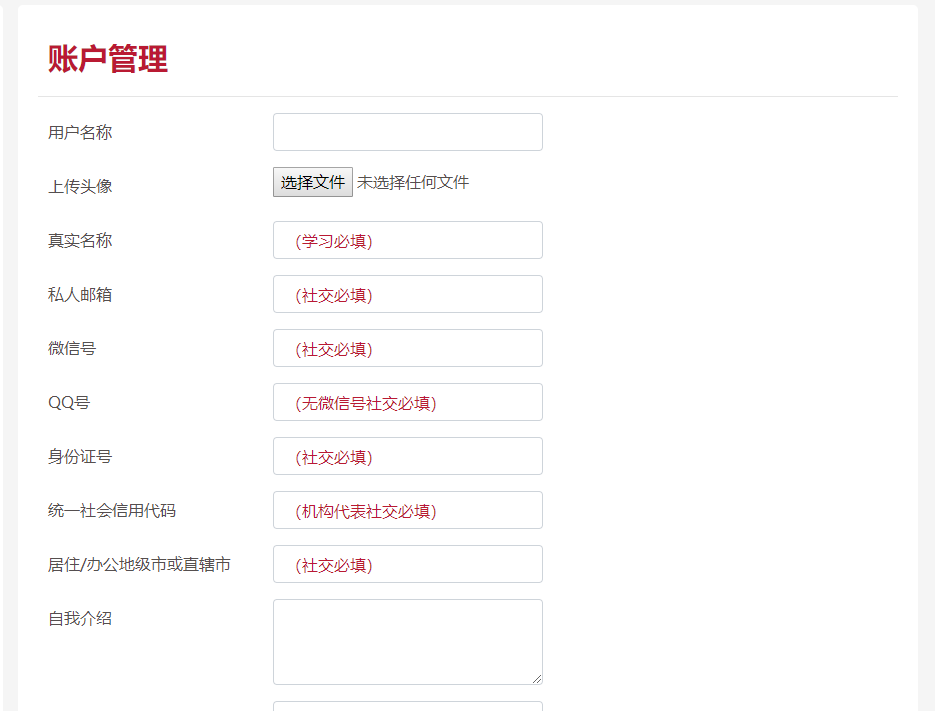 账户管理
用户名称
上传头像 选择文件 未选择任何文件
真实名称 (学习必填)
私人邮箱 (社交必填)
微信号 (社交必填)
QQ号 (无微信号社交必填)
身份证号 (社交必填)
统一社会信用代码 (机构代表社交必填)
居住/办公地级市或直辖市 (社交必填)
自我介绍